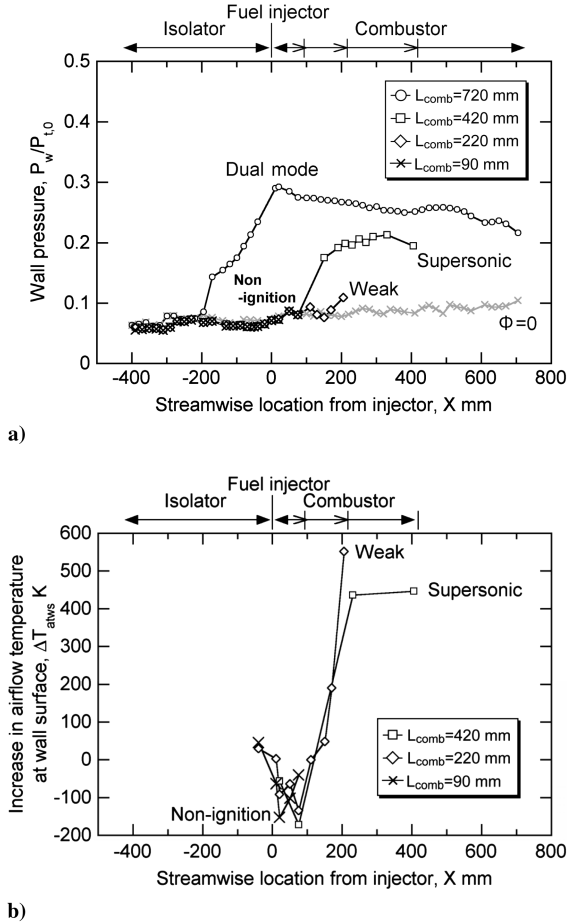 Fuel injector
Isolator
Combustor
0.5
0.4
0.3
0.2
0.1
0
Wall pressure, P_w/P_t,0
L_comb=720 mm
L_comb=420 mm
L_comb=220 mm
L_comb=90 mm
Dual mode
Non
-ignition
Weak
Supersonic
Φ=0
-400 -200 0 200 400 600 800
Streamwise location from injector, X mm
a)
Fuel injector
Isolator
Combustor
600
500
400
300
200
100
0
-100
-200
Increase in airflow temperature
at wall surface, ΔT_atws K
Weak
Supersonic
L_comb=420 mm
L_comb=220 mm
L_comb=90 mm
Non-ignition
-400 -200 0 200 400 600 800
Streamwise location from injector, X mm
b)